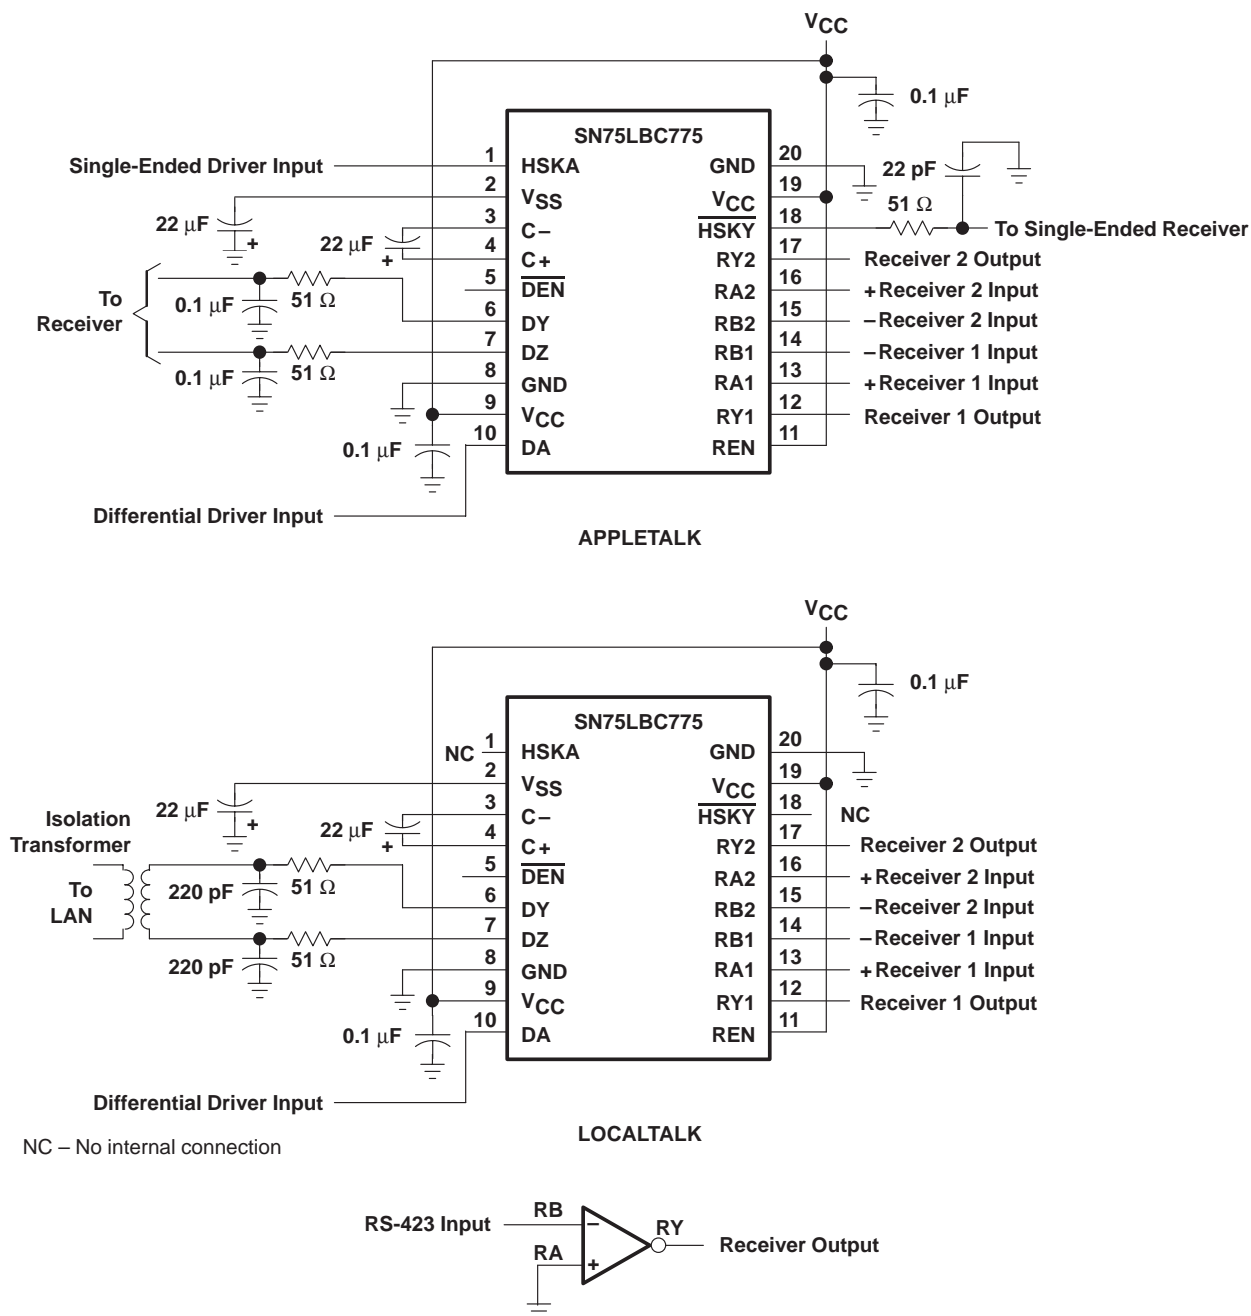 VCC
0.1 μF
SN75LBC775
Single-Ended Driver Input
1
HSKA
GND
20
22 pF
2
VSS
VCC
19
51 Ω
22 μF
+
3
C–
HSKY
18
To Single-Ended Receiver
22 μF
+
4
C+
RY2
17
Receiver 2 Output
5
DEN
RA2
16
+Receiver 2 Input
To
Receiver
0.1 μF
51 Ω
6
DY
RB2
15
–Receiver 2 Input
7
DZ
RB1
14
–Receiver 1 Input
0.1 μF
51 Ω
8
GND
RA1
13
+Receiver 1 Input
9
VCC
RY1
12
Receiver 1 Output
0.1 μF
10
DA
REN
11
Differential Driver Input
APPLETALK
VCC
0.1 μF
SN75LBC775
NC
1
HSKA
GND
20
2
VSS
VCC
19
22 μF
+
3
C–
HSKY
18
NC
Isolation
Transformer
22 μF
+
4
C+
RY2
17
Receiver 2 Output
5
DEN
RA2
16
+Receiver 2 Input
To
LAN
220 pF
51 Ω
6
DY
RB2
15
–Receiver 2 Input
7
DZ
RB1
14
–Receiver 1 Input
220 pF
51 Ω
8
GND
RA1
13
+Receiver 1 Input
9
VCC
RY1
12
Receiver 1 Output
0.1 μF
10
DA
REN
11
Differential Driver Input
LOCALTALK
NC – No internal connection
RS-423 Input
RB
–
RY
Receiver Output
RA
+